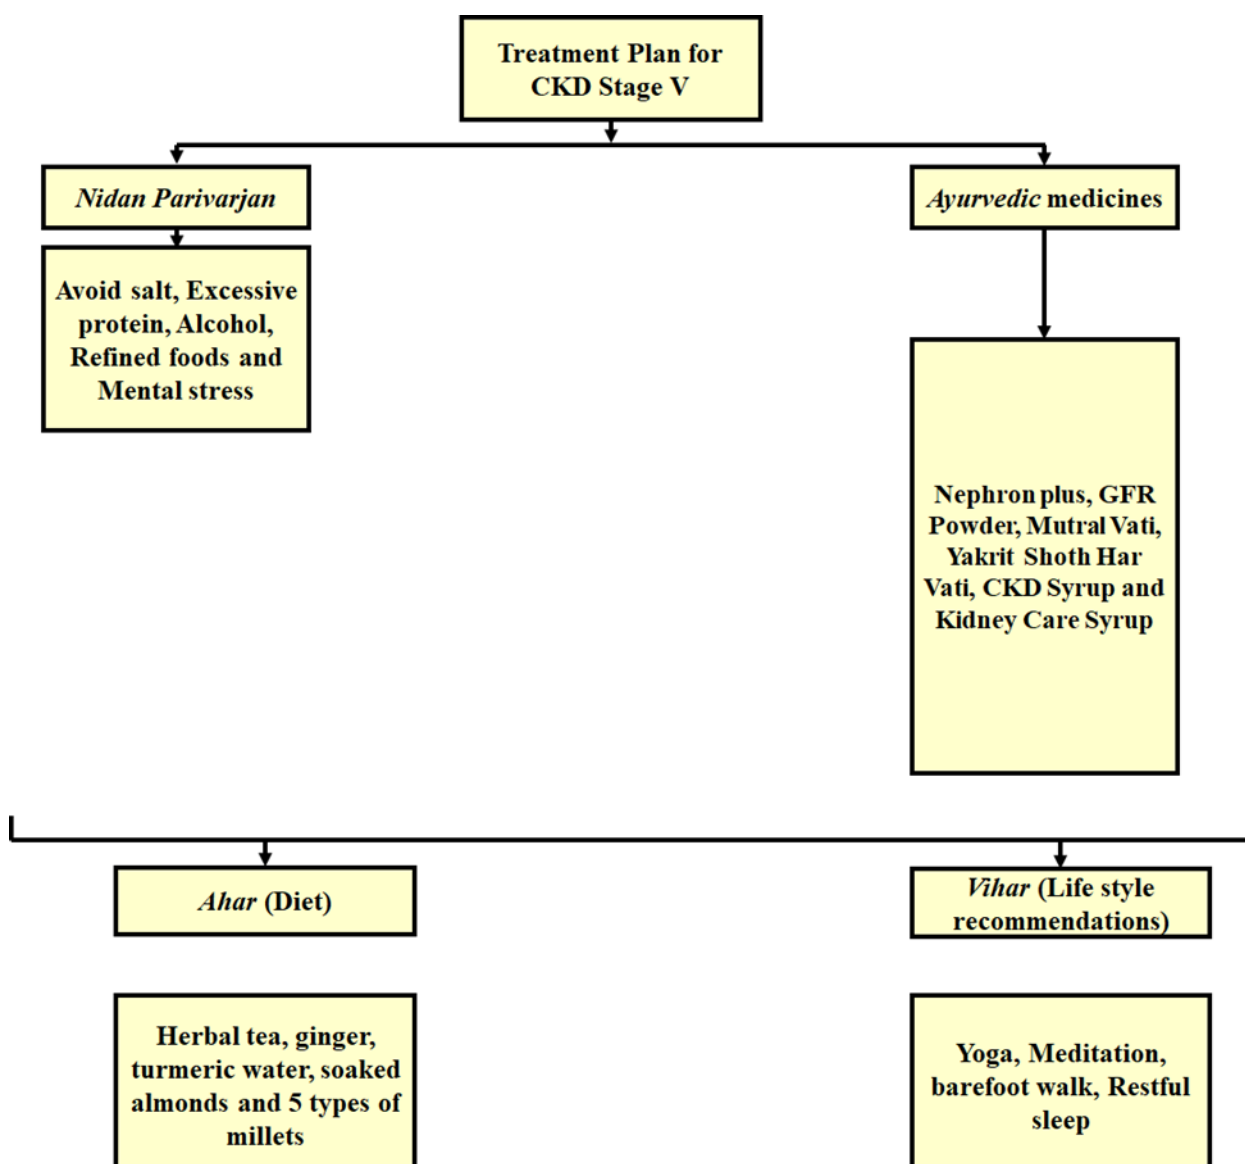 Treatment Plan for
CKD Stage V
Nidan Parivarjan
Ayurvedic medicines
Avoid salt, Excessive
protein, Alcohol,
Refined foods and
Mental stress
Nephron plus, GFR
Powder, Mutral Vati,
Yakrit Shoth Har
Vati, CKD Syrup and
Kidney Care Syrup
Ahar (Diet)
Vihar (Life style
recommendations)
Herbal tea, ginger,
turmeric water, soaked
almonds and 5 types of
millets
Yoga, Meditation,
barefoot walk, Restful
sleep